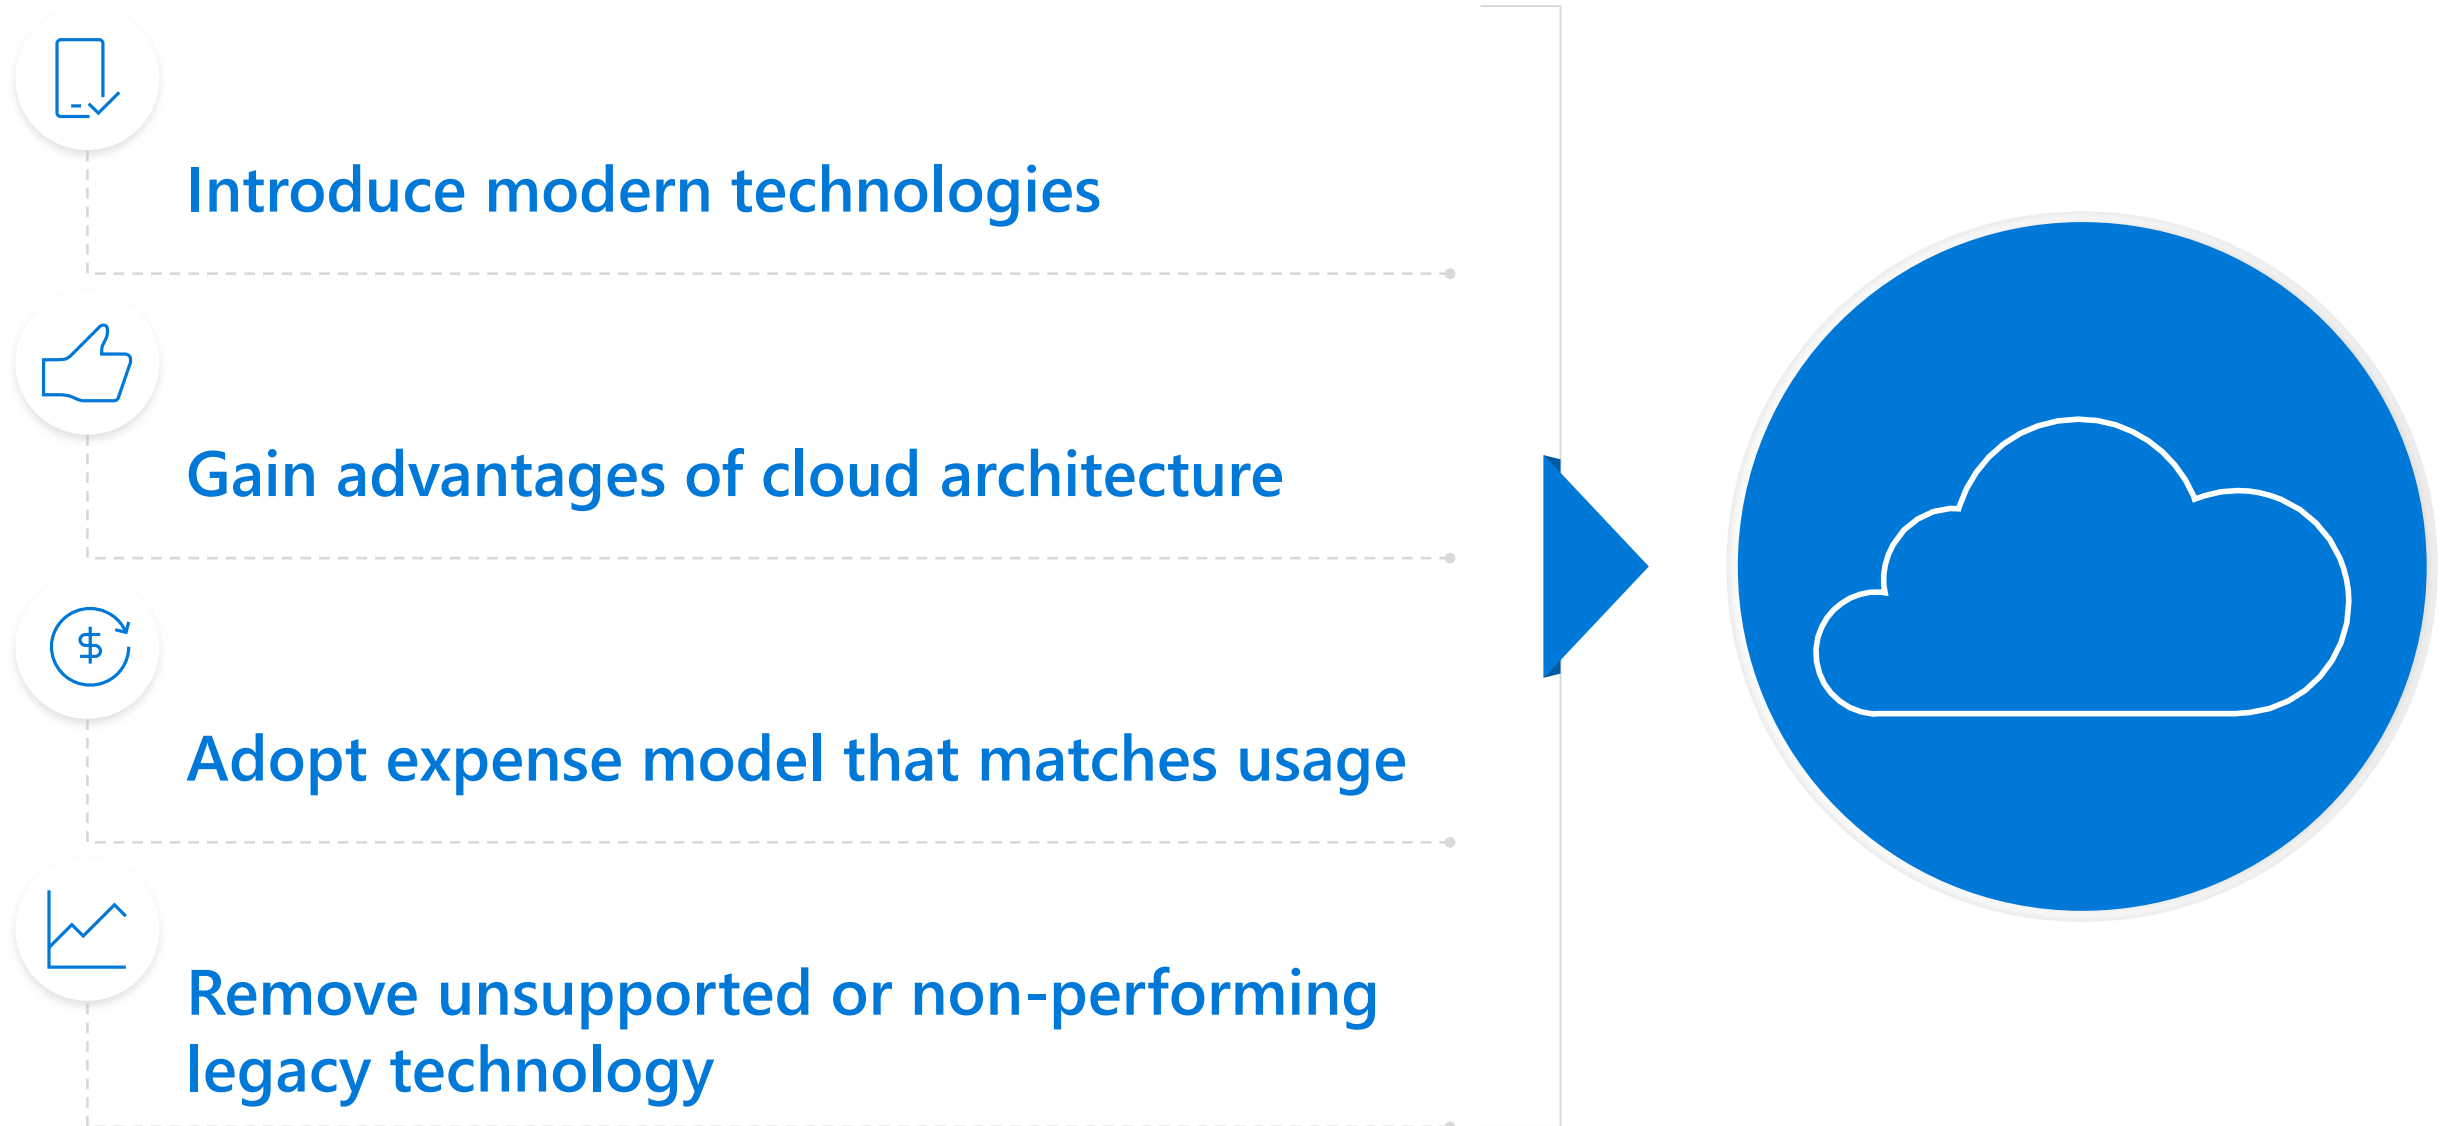 Introduce modern technologies
Gain advantages of cloud architecture
$
Adopt expense model that matches usage
Remove unsupported or non-performing
legacy technology